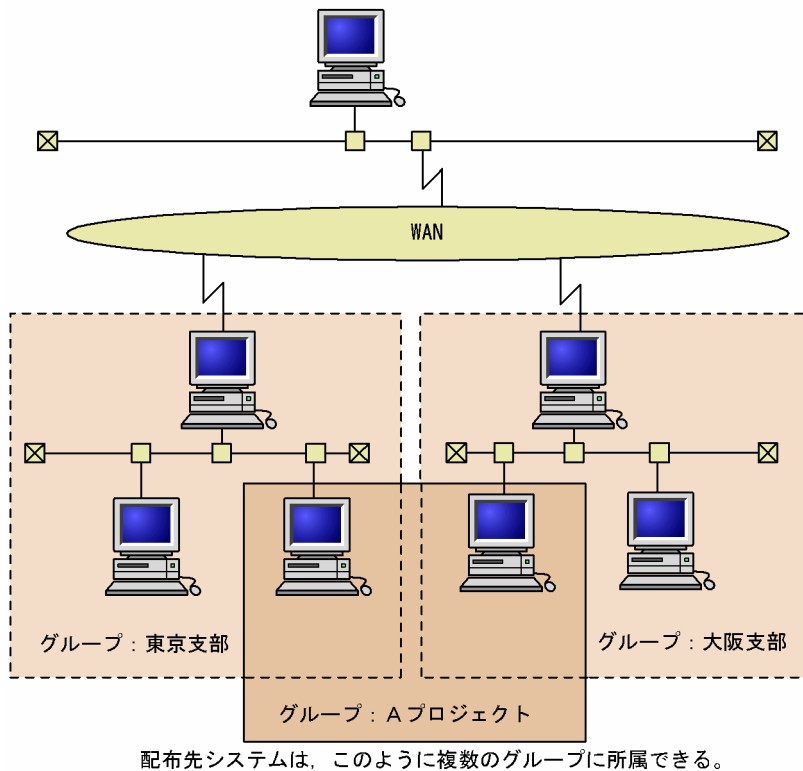 WAN
グループ:東京支部
グループ:大阪支部
グループ:Aプロジェクト
配布先システムは,このように複数のグループに所属できる。